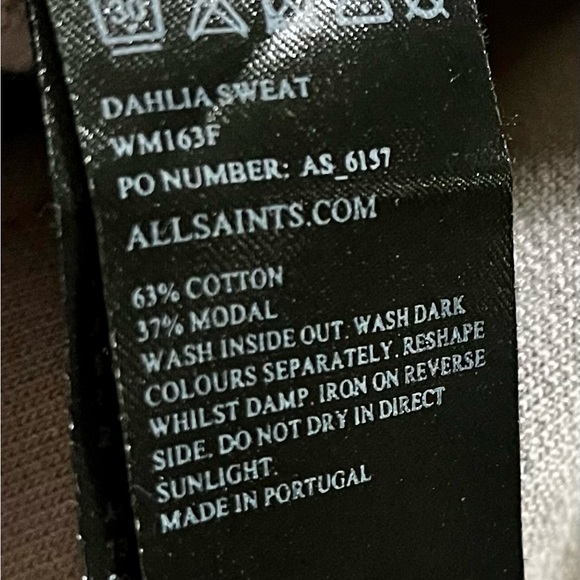 30
DAHLIA SWEAT
WM163F
PO NUMBER: AS_6157
ALLSAINTS.COM
63% COTTON
37% MODAL
WASH INSIDE OUT. WASH DARK
COLOURS SEPARATELY. RESHAPE
WHILST DAMP. IRON ON REVERSE
SIDE. DO NOT DRY IN DIRECT
SUNLIGHT.
MADE IN PORTUGAL